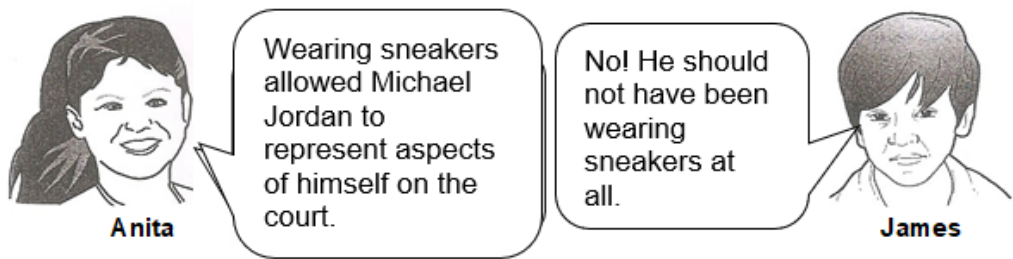 Wearing sneakers
allowed Michael
Jordan to
represent aspects
of himself on the
court.
No! He should
not have been
wearing
sneakers at
all.
Anita
James